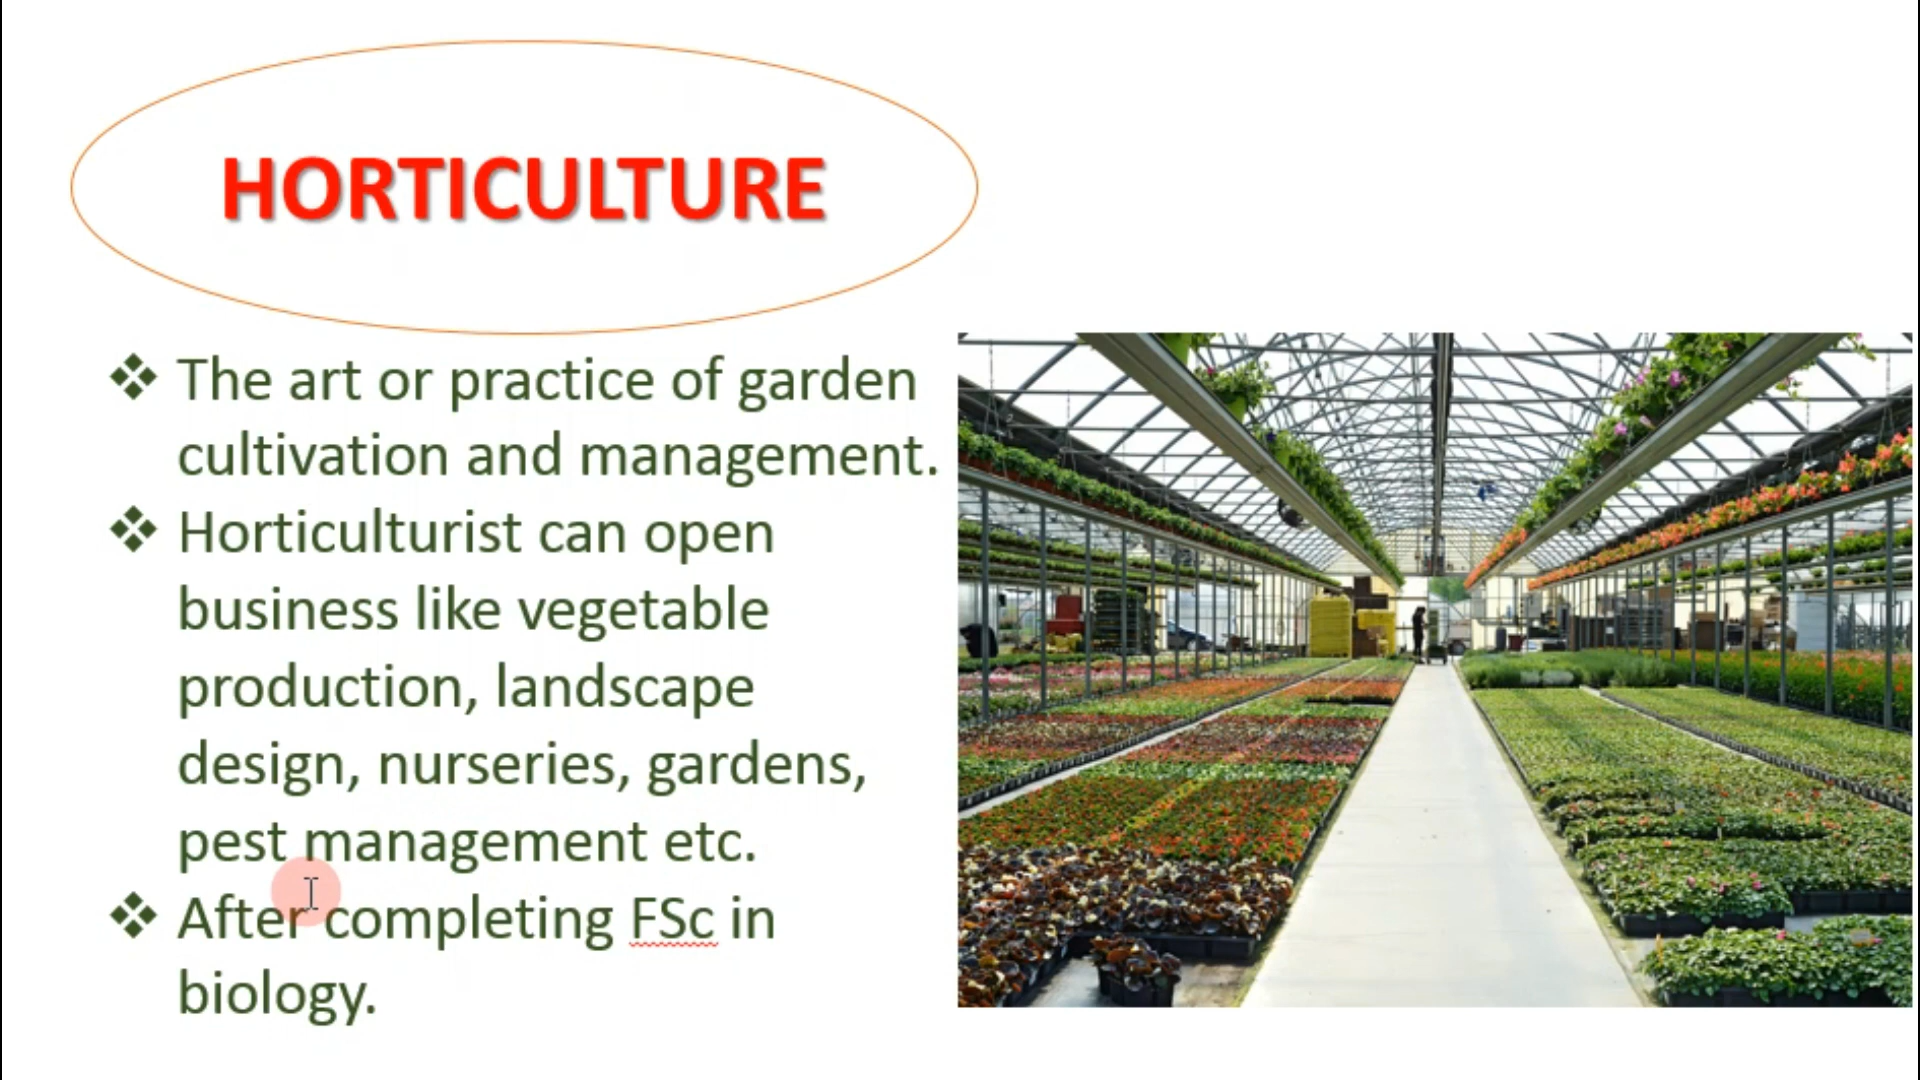 HORTICULTURE
The art or practice of garden
cultivation and management.
Horticulturist can open
business like vegetable
production, landscape
design, nurseries, gardens,
pest management etc.
After completing FSc in
biology.